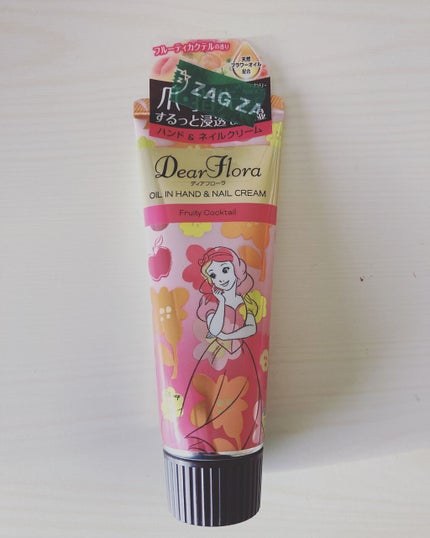 フルーティカクテルの香り
天然
フラワーオイル
配合
ZAG ZA
爪
するっと浸透
ハンド & ネイルクリーム
Dear Flora
ディアフローラ
OIL IN HAND & NAIL CREAM
Fruity Cocktail